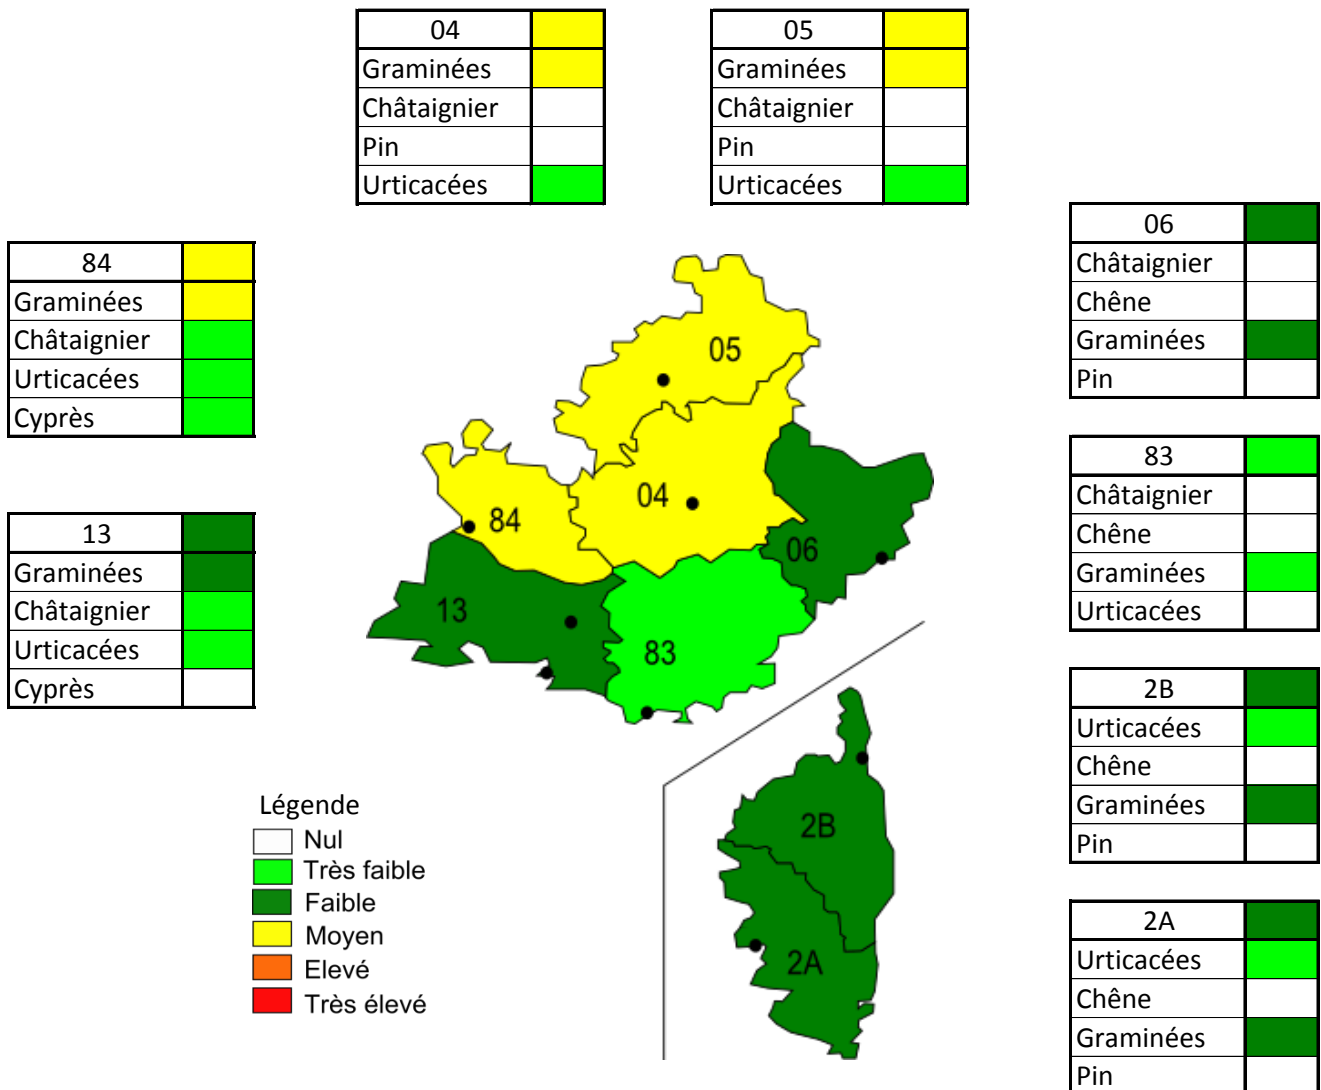 04
Graminées
Châtaignier
Pin
Urticacées
05
Graminées
Châtaignier
Pin
Urticacées
84
Graminées
Châtaignier
Urticacées
Cyprès
13
Graminées
Châtaignier
Urticacées
Cyprès
06
Châtaignier
Chêne
Graminées
Pin
83
Châtaignier
Chêne
Graminées
Urticacées
2B
Urticacées
Chêne
Graminées
Pin
2A
Urticacées
Chêne
Graminées
Pin
05
04
84
06
13
83
2B
2A
Légende
Nul
Très faible
Faible
Moyen
Elevé
Très élevé